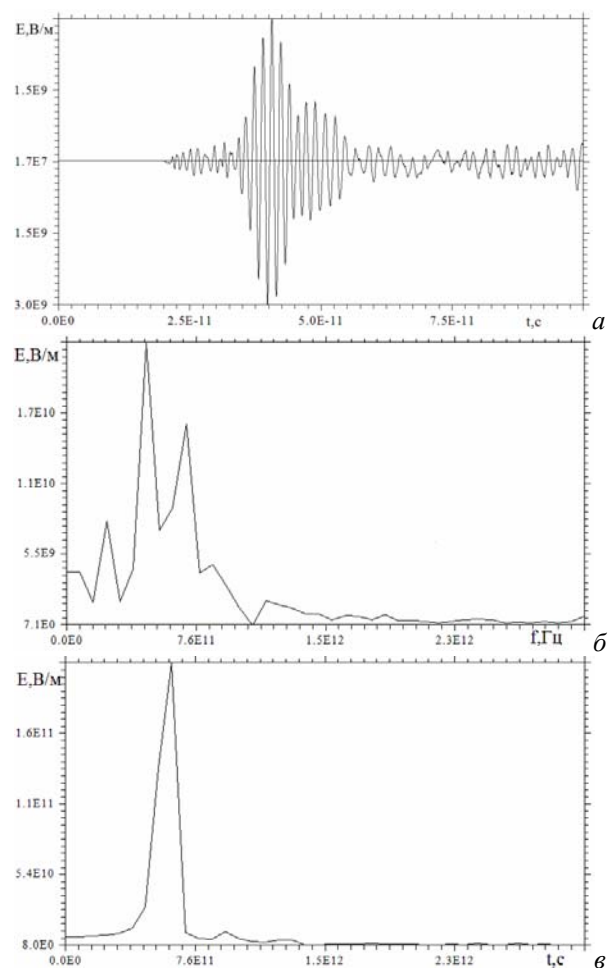 E,В/м
1.5E9
1.7E7
1.5E9
3.0E9
0.0E0 2.5E-11 5.0E-11 7.5E-11 t,с а
E,В/м
1.7E10
1.1E10
5.5E9
7.1E0
0.0E0 7.6E11 1.5E12 2.3E12 f,Гц б
E,В/м
1.6E11
1.1E11
5.4E10
8.0E0
0.0E0 7.6E11 1.5E12 2.3E12 t,с в